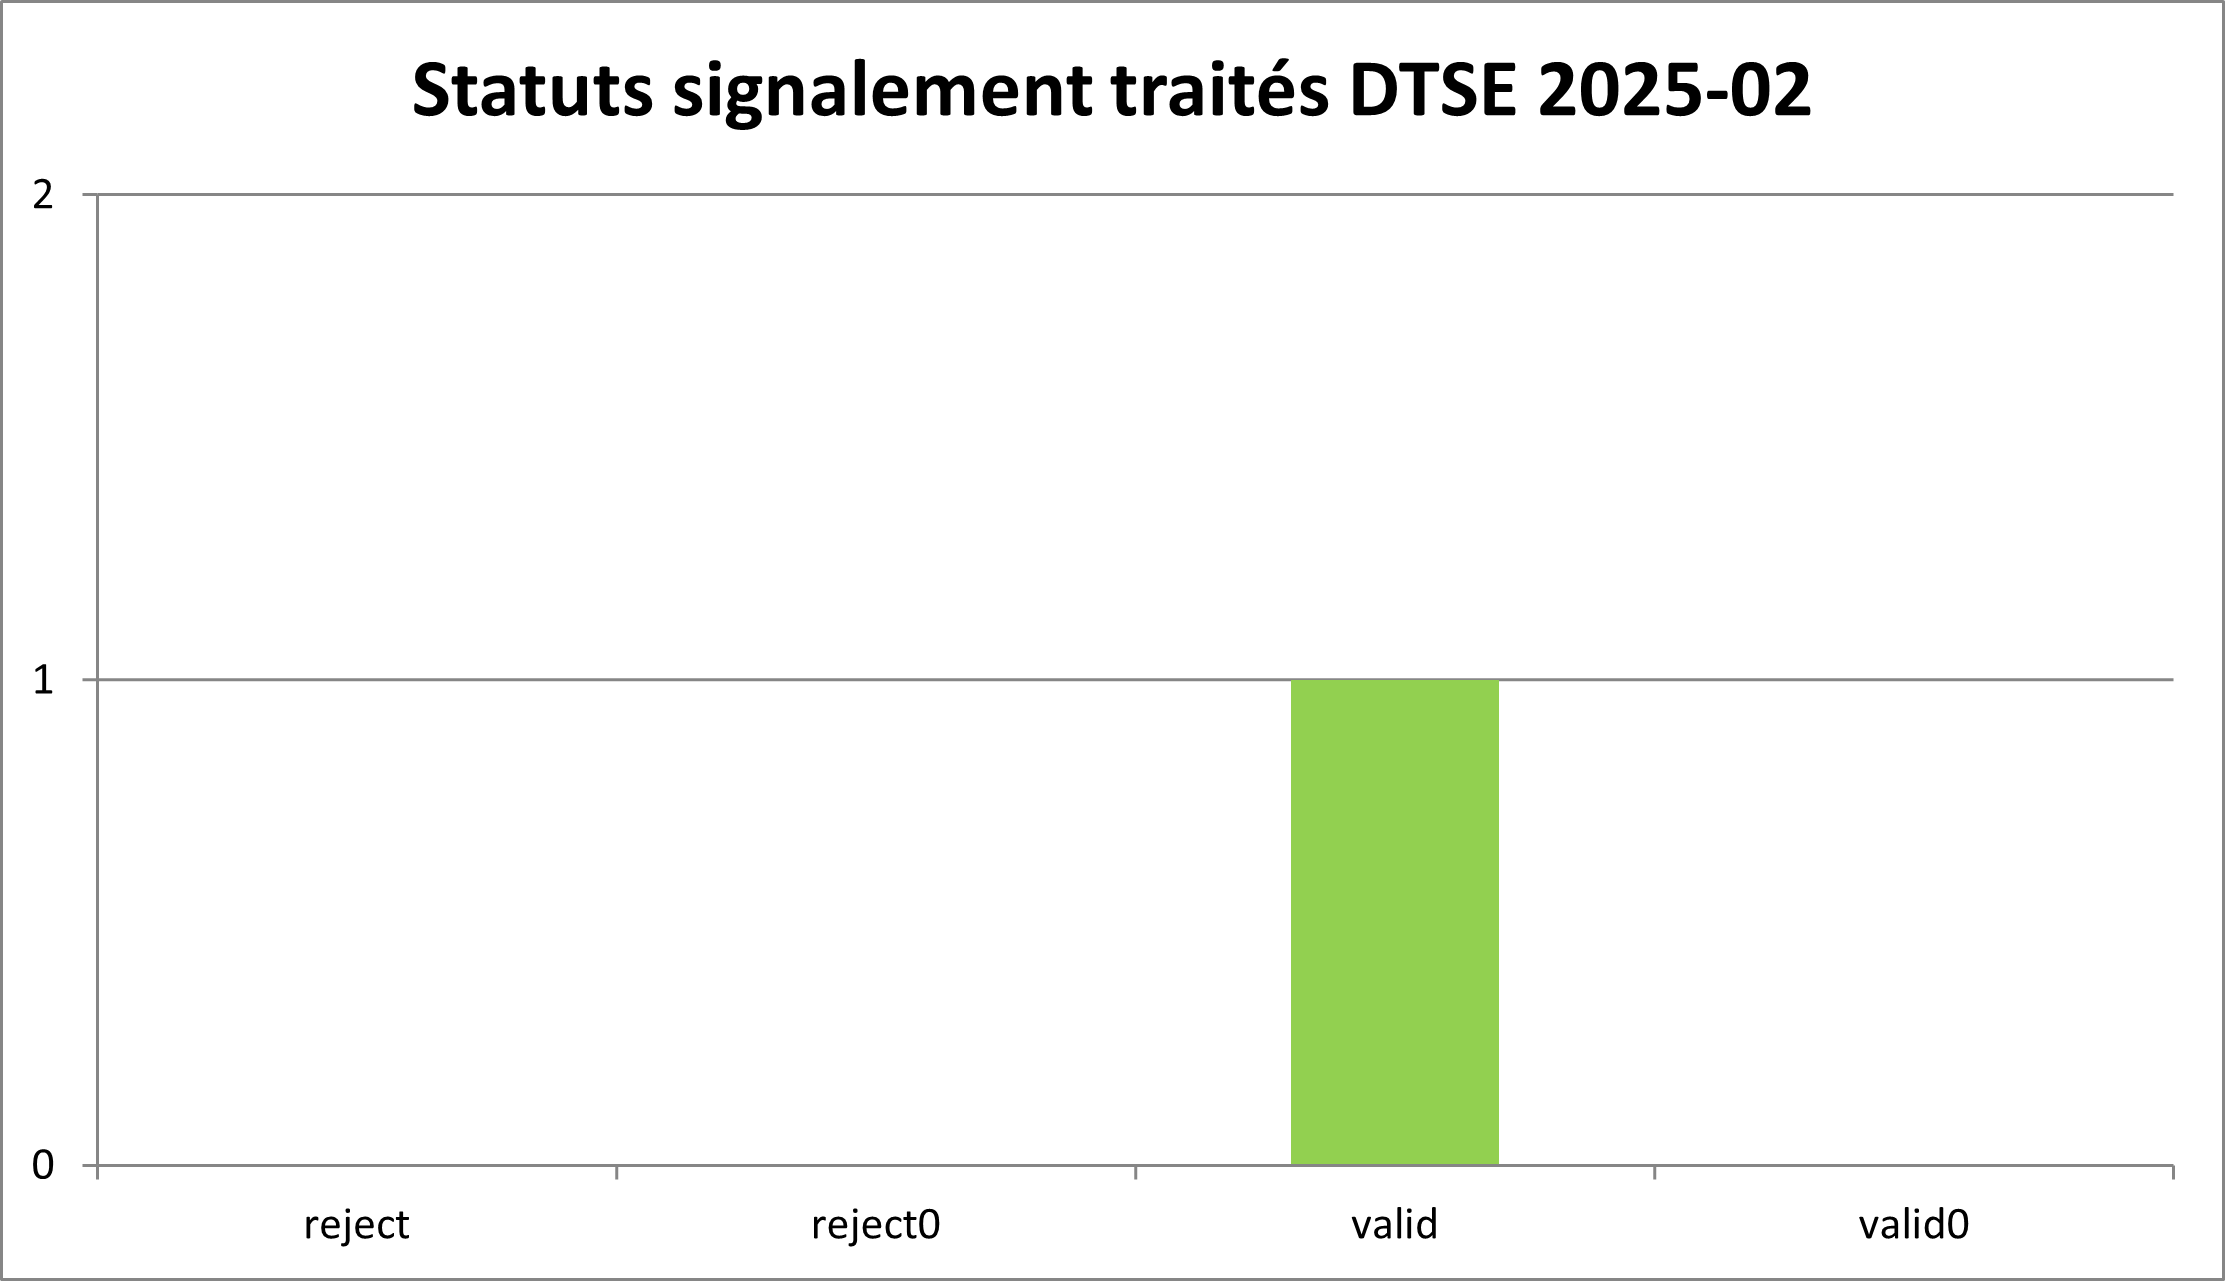 Statuts signalement traités DTSE 2025-02
2
1
0
reject reject0 valid valid0